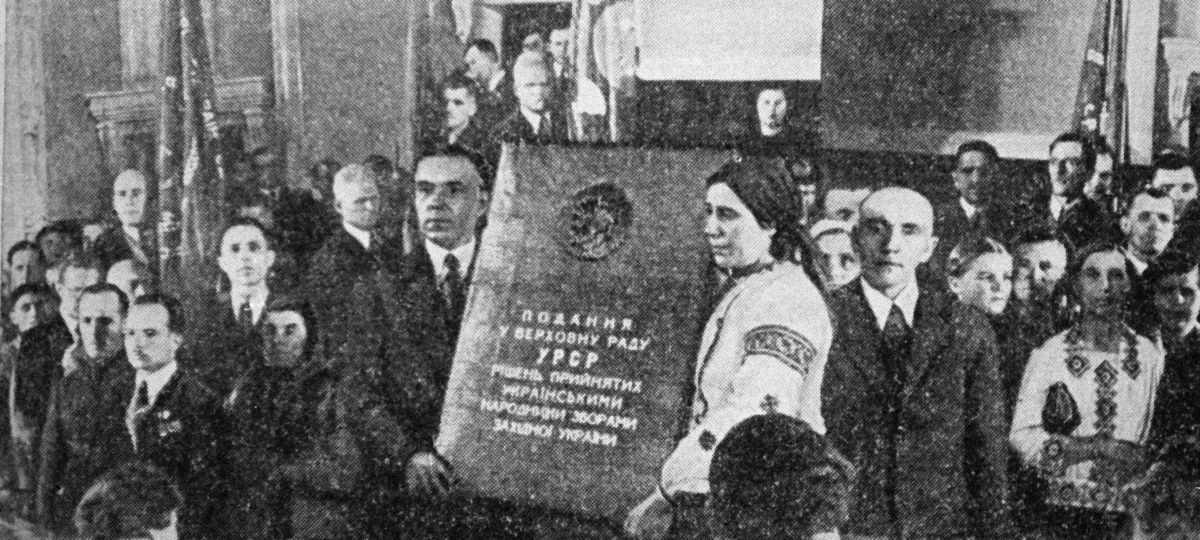 ПОДАННЯ
У ВЕРХОВНУ РАДУ
УРСР
РІШЕНЬ ПРИЙНЯТИХ
УКРАЇНСЬКИМИ
НАРОДНИМИ ЗБОРАМИ
ЗАХІДНОЇ УКРАЇНИ